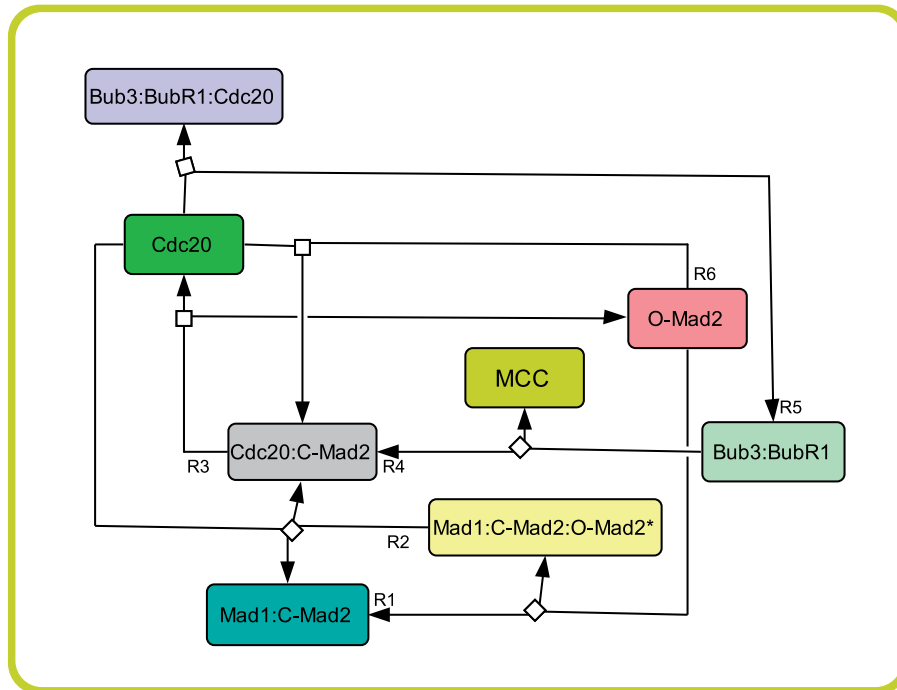 Bub3:BubR1:Cdc20
Cdc20
R6
O-Mad2
MCC
R5
Cdc20:C-Mad2
R3
R4
Bub3:BubR1
Mad1:C-Mad2:O-Mad2*
R2
R1
Mad1:C-Mad2